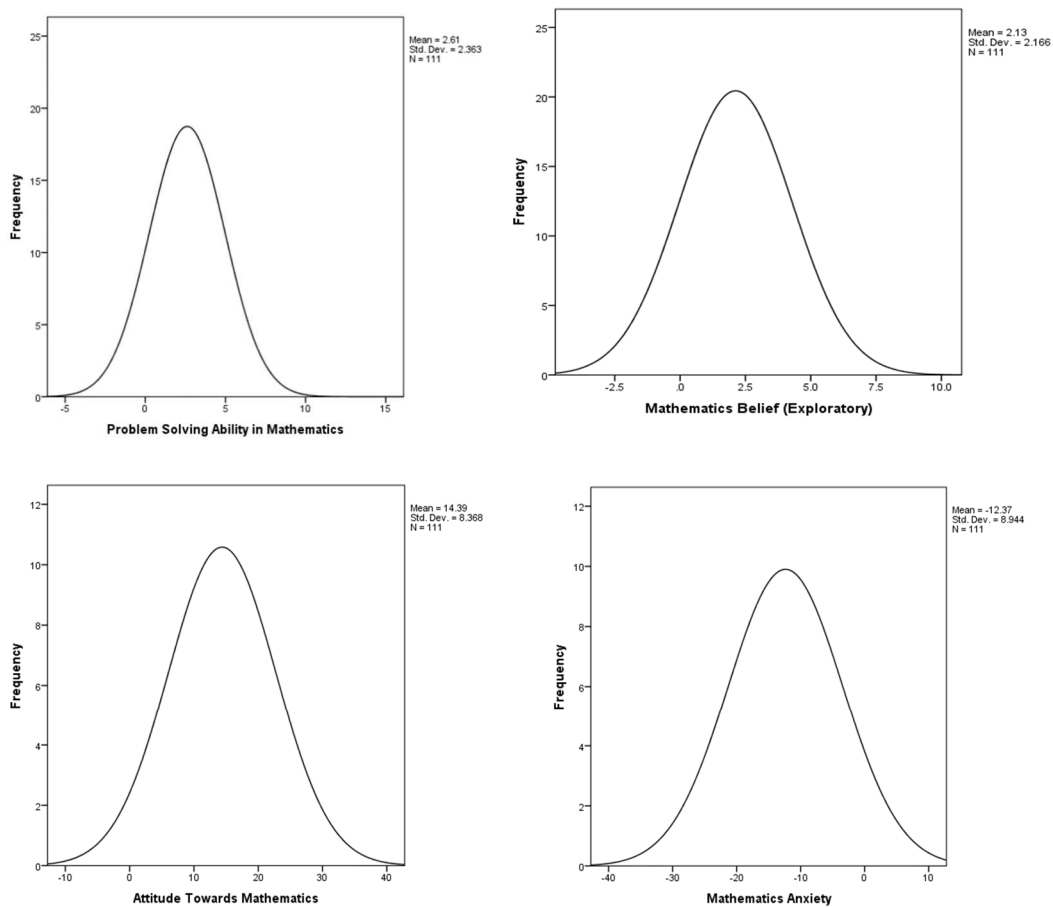 Mean = 2.61
Std. Dev. = 2.363
N = 111
25
20
15
10
5
0
Frequency
-5 0 5 10 15
Problem Solving Ability in Mathematics
Mean = 2.13
Std. Dev. = 2.166
N = 111
25
20
15
10
5
0
Frequency
-2.5 .0 2.5 5.0 7.5 10.0
Mathematics Belief (Exploratory)
Mean = 14.39
Std. Dev. = 8.368
N = 111
12
10
8
6
4
2
0
Frequency
-10 0 10 20 30 40
Attitude Towards Mathematics
Mean = -12.37
Std. Dev. = 8.944
N = 111
12
10
8
6
4
2
0
Frequency
-40 -30 -20 -10 0 10
Mathematics Anxiety